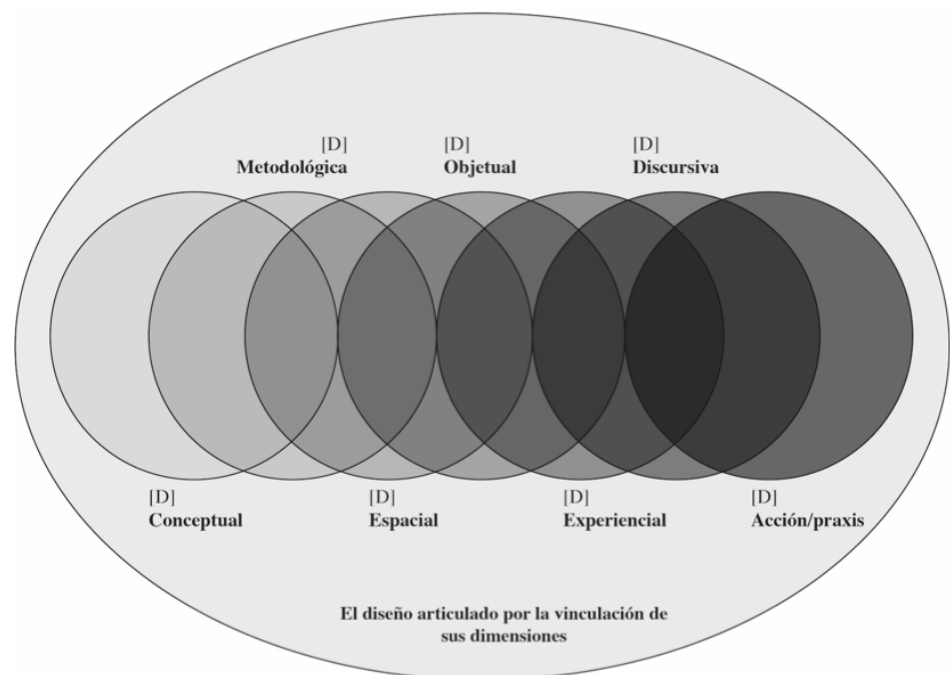 [D]
Metodológica
[D]
Objetual
[D]
Discursiva
[D]
Conceptual
[D]
Espacial
[D]
Experiencial
[D]
Acción/praxis
El diseño articulado por la vinculación de
sus dimensiones